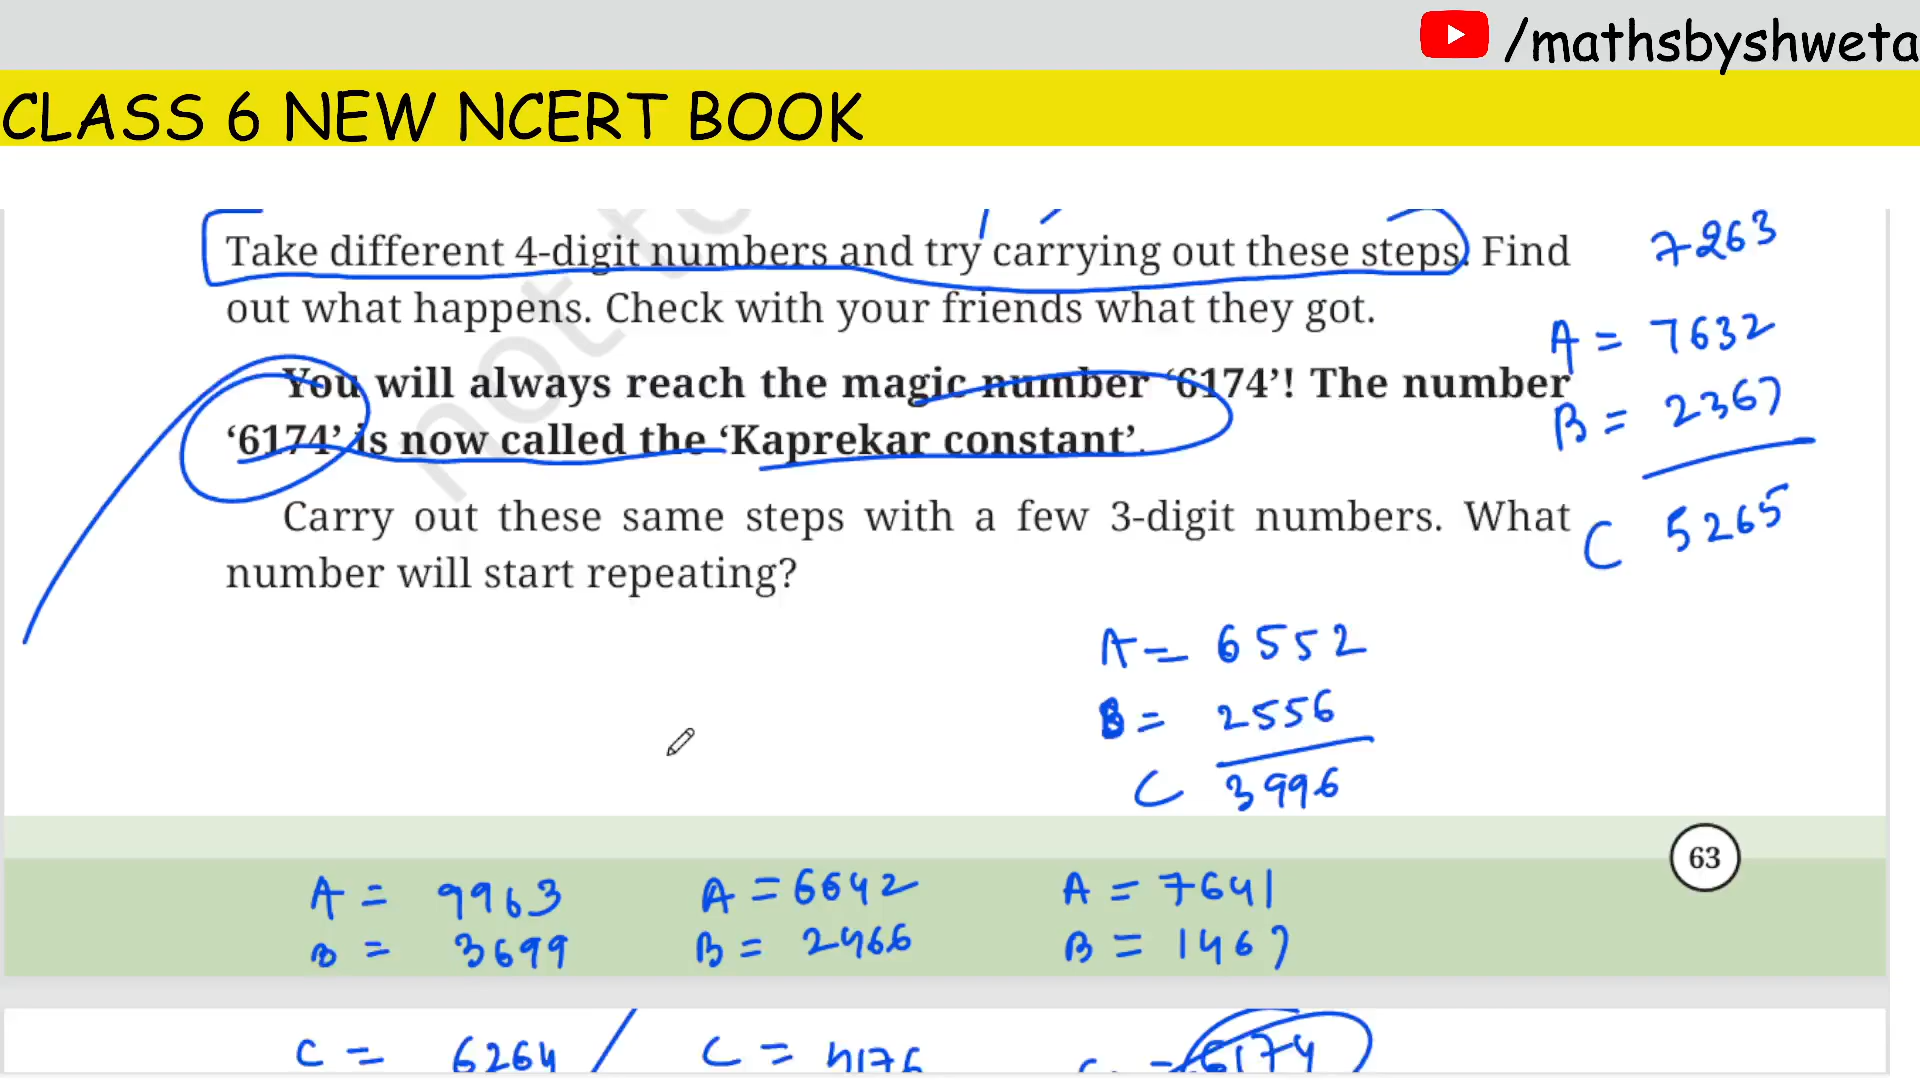 /mathsbyshweta
CLASS 6 NEW NCERT BOOK
Take different 4-digit numbers and try carrying out these steps. Find
out what happens. Check with your friends what they got.
You will always reach the magic number ‘6174’! The number
‘6174’ is now called the ‘Kaprekar constant’.
Carry out these same steps with a few 3-digit numbers. What
number will start repeating?
7263
A = 7632
B = 2367
C 5265
A = 6552
B = 2556
C 3996
63
A = 9963
B = 3699
C = 6264
A = 6642
B = 2466
C = 4176
A = 7641
B = 1467
C = 6174
not to